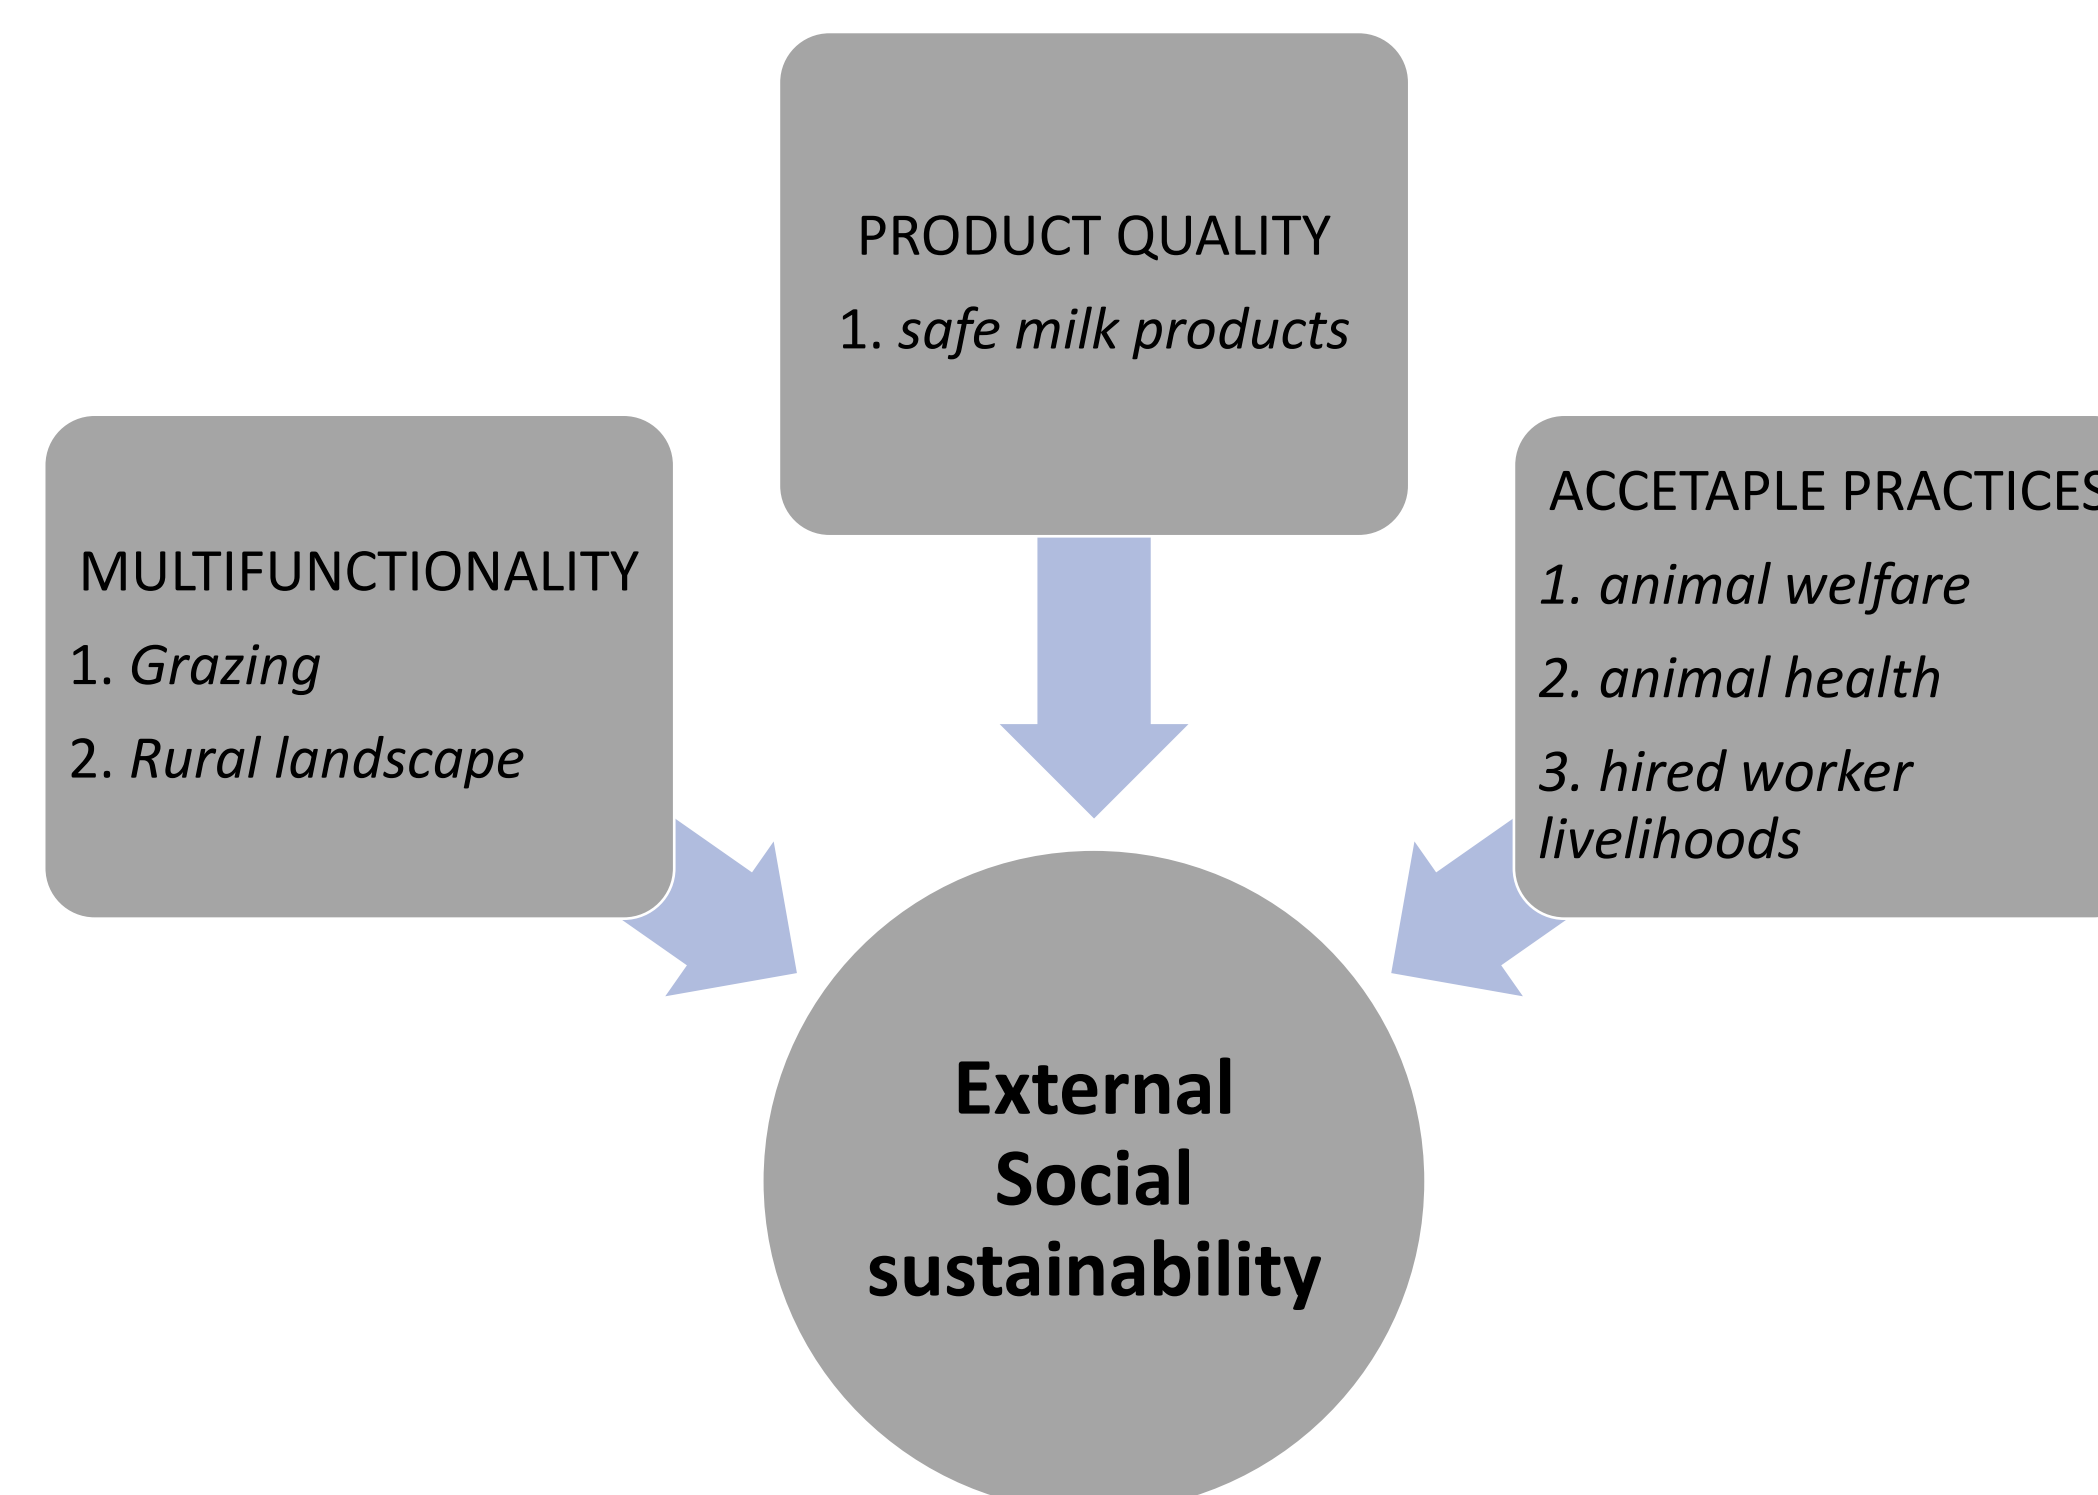 PRODUCT QUALITY
1. safe milk products
MULTIFUNCTIONALITY
1. Grazing
2. Rural landscape
ACCETAPLE PRACTICES
1. animal welfare
2. animal health
3. hired worker
livelihoods
External
Social
sustainability